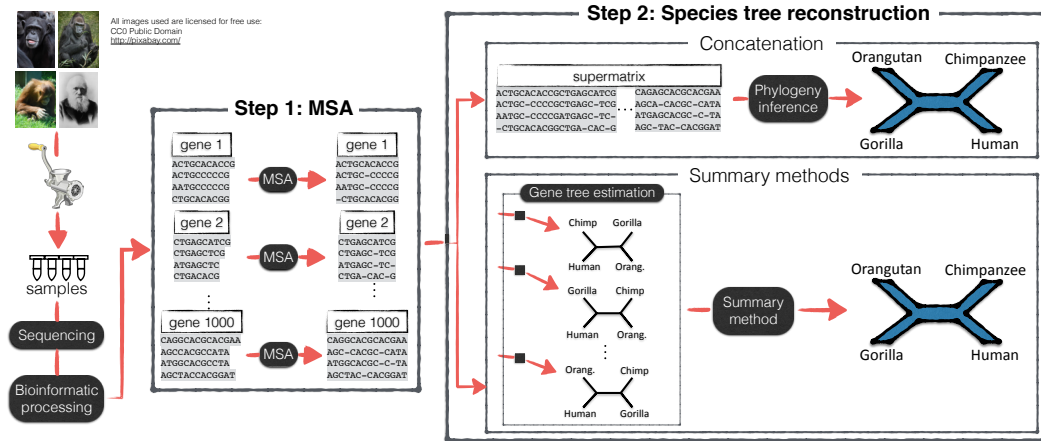 All images used are licensed for free use:
CC0 Public Domain
http://pixabay.com/
samples
Sequencing
Bioinformatic
processing
Step 1: MSA
gene 1
ACTGCACACCG
ACTGCCCCCG
AATGCCCCCG
CTGCACACGG
MSA
gene 1
ACTGCACACCG
ACTGC-CCCCG
AATGC-CCCCG
-CTGCACACGG
gene 2
CTGAGCATCG
CTGAGCTCG
ATGAGCTC
CTGACACG
MSA
gene 2
CTGAGCATCG
CTGAGC-TCG
ATGAGC-TC-
CTGA-CAC-G
gene 1000
CAGGCACGCACGAA
AGCCACGCCATA
ATGGCACGCCTA
AGCTACCACGGAT
MSA
gene 1000
CAGGCACGCACGAA
AGC-CACGC-CATA
ATGGCACGC-C-TA
AGCTAC-CACGGAT
Step 2: Species tree reconstruction
Concatenation
supermatrix
ACTGCACACCGCTGAGCATCG
ACTGC-CCCCGCTGAGC-TCG
AATGC-CCCCGATGAGC-TC-
-CTGCACACGGCTGA-CAC-G
CAGAGCACGCACGAA
AGCA-CACGC-CATA
ATGAGCACGC-C-TA
AGC-TAC-CACGGAT
Phylogeny
inference
Orangutan
Chimpanzee
Gorilla
Human
Summary methods
Gene tree estimation
Chimp
Gorilla
Human
Orang.
Gorilla
Chimp
Human
Orang.
Orang.
Chimp
Human
Gorilla
Summary
method
Orangutan
Chimpanzee
Gorilla
Human